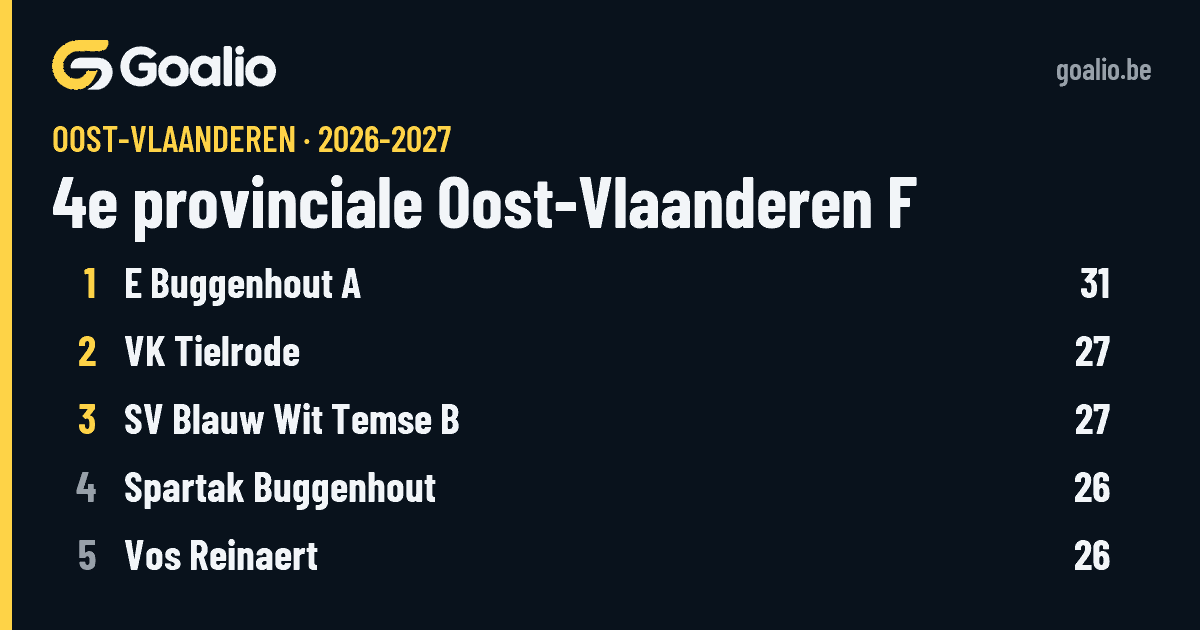 Goalio
goalio.be
OOST-VLAANDEREN · 2026-2027
4e provinciale Oost-Vlaanderen F
1 E Buggenhout A 31
2 VK Tielrode 27
3 SV Blauw Wit Temse B 27
4 Spartak Buggenhout 26
5 Vos Reinaert 26